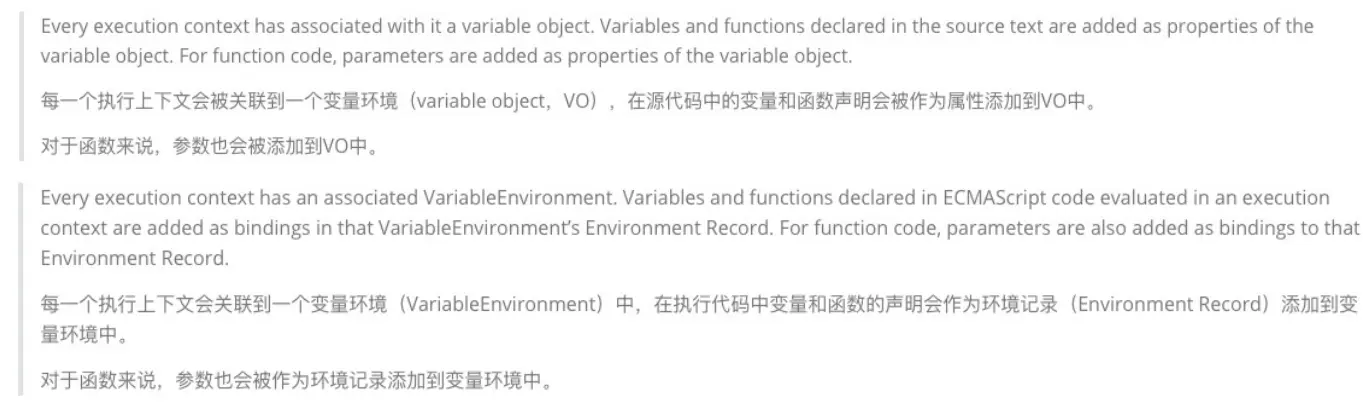 Every execution context has associated with it a variable object. Variables and functions declared in the source text are added as properties of the
variable object. For function code, parameters are added as properties of the variable object.
每一个执行上下文会被关联到一个变量环境（variable object，VO），在源代码中的变量和函数声明会被作为属性添加到VO中。
对于函数来说，参数也会被添加到VO中。
Every execution context has an associated VariableEnvironment. Variables and functions declared in ECMAScript code evaluated in an execution
context are added as bindings in that VariableEnvironment’s Environment Record. For function code, parameters are also added as bindings to that
Environment Record.
每一个执行上下文会关联到一个变量环境（VariableEnvironment）中，在执行代码中变量和函数的声明会作为环境记录（Environment Record）添加到变
量环境中。
对于函数来说，参数也会被作为环境记录添加到变量环境中。